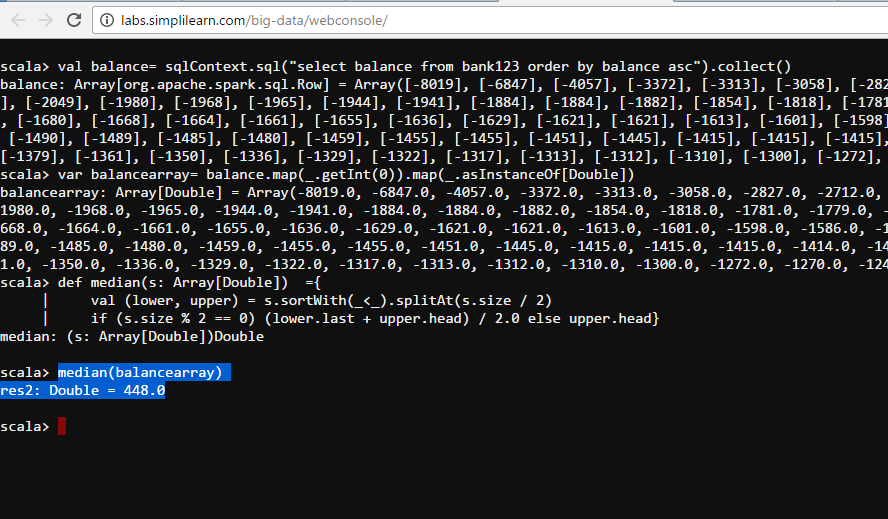 labs.simplilearn.com/big-data/webconsole/
scala> val balance= sqlContext.sql("select balance from bank123 order by balance asc").collect()
balance: Array[org.apache.spark.sql.Row] = Array([-8019], [-6847], [-4057], [-3372], [-3313], [-3058], [-282
], [-2049], [-1980], [-1968], [-1965], [-1944], [-1941], [-1884], [-1884], [-1882], [-1854], [-1818], [-1781
, [-1680], [-1668], [-1664], [-1661], [-1655], [-1636], [-1629], [-1621], [-1621], [-1613], [-1601], [-1598]
 [-1490], [-1489], [-1485], [-1480], [-1459], [-1455], [-1455], [-1451], [-1445], [-1415], [-1415], [-1415],
[-1379], [-1361], [-1350], [-1336], [-1329], [-1322], [-1317], [-1313], [-1312], [-1310], [-1300], [-1272],
scala> var balancearray= balance.map(_.getInt(0)).map(_.asInstanceOf[Double])
balancearray: Array[Double] = Array(-8019.0, -6847.0, -4057.0, -3372.0, -3313.0, -3058.0, -2827.0, -2712.0,
1980.0, -1968.0, -1965.0, -1944.0, -1941.0, -1884.0, -1884.0, -1882.0, -1854.0, -1818.0, -1781.0, -1779.0, -
668.0, -1664.0, -1661.0, -1655.0, -1636.0, -1629.0, -1621.0, -1621.0, -1613.0, -1601.0, -1598.0, -1586.0, -1
89.0, -1485.0, -1480.0, -1459.0, -1455.0, -1455.0, -1451.0, -1445.0, -1415.0, -1415.0, -1415.0, -1414.0, -14
1.0, -1350.0, -1336.0, -1329.0, -1322.0, -1317.0, -1313.0, -1312.0, -1310.0, -1300.0, -1272.0, -1270.0, -124
scala> def median(s: Array[Double])  ={
     |     val (lower, upper) = s.sortWith(_<_).splitAt(s.size / 2)
     |     if (s.size % 2 == 0) (lower.last + upper.head) / 2.0 else upper.head}
median: (s: Array[Double])Double
scala> median(balancearray)
res2: Double = 448.0
scala>